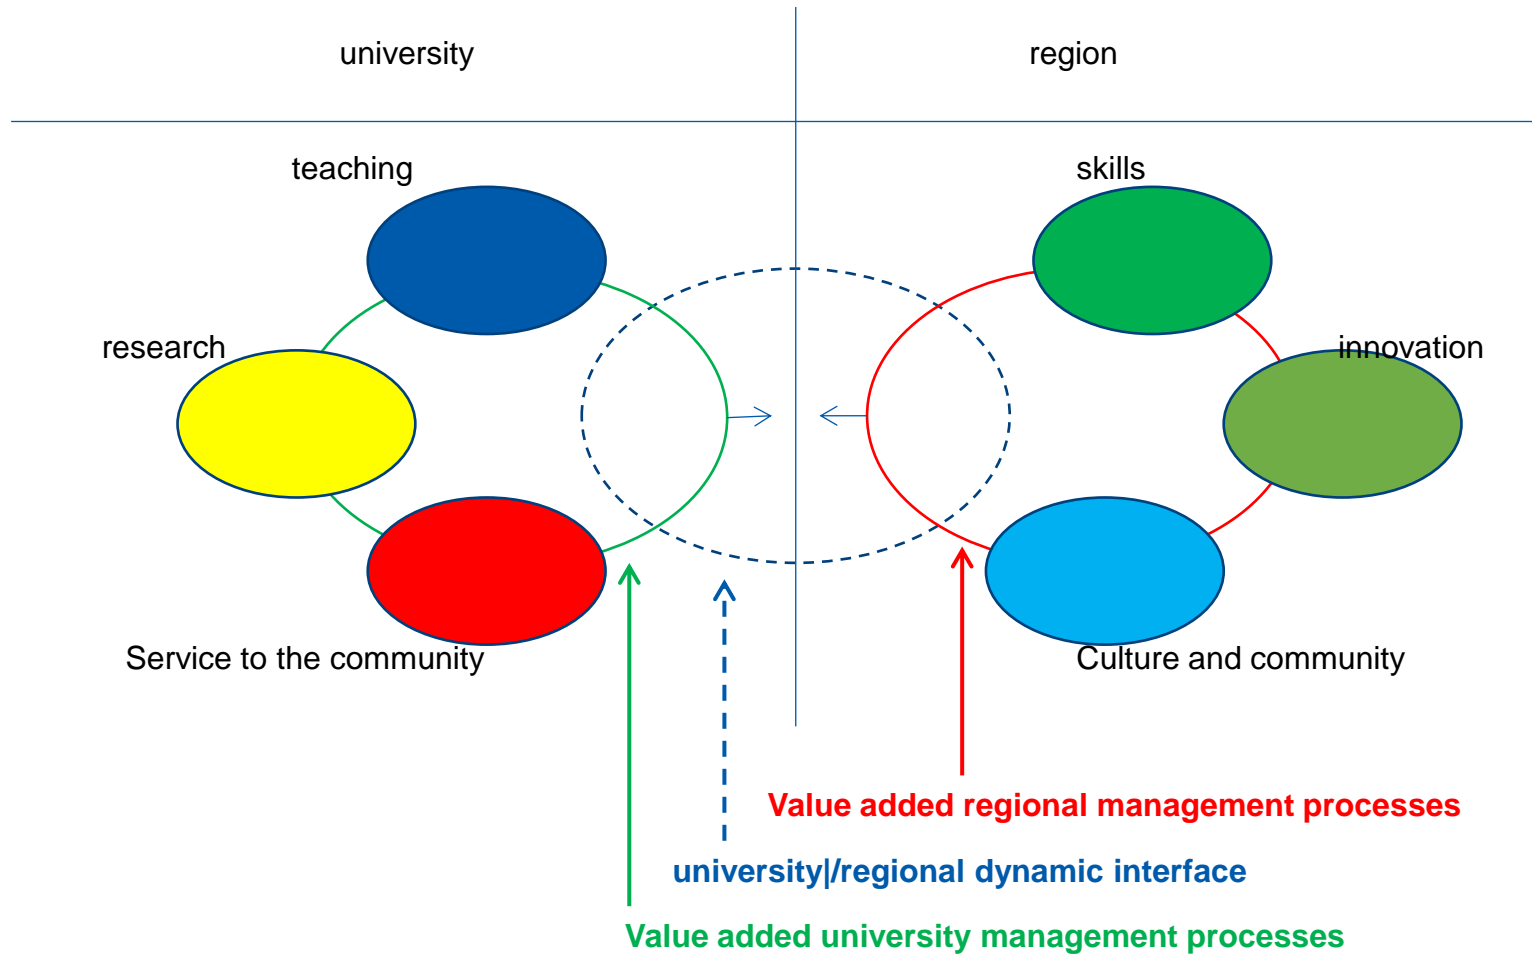 university
region
teaching
skills
research
innovation
Service to the community
Culture and community
Value added regional management processes
university|/regional dynamic interface
Value added university management processes